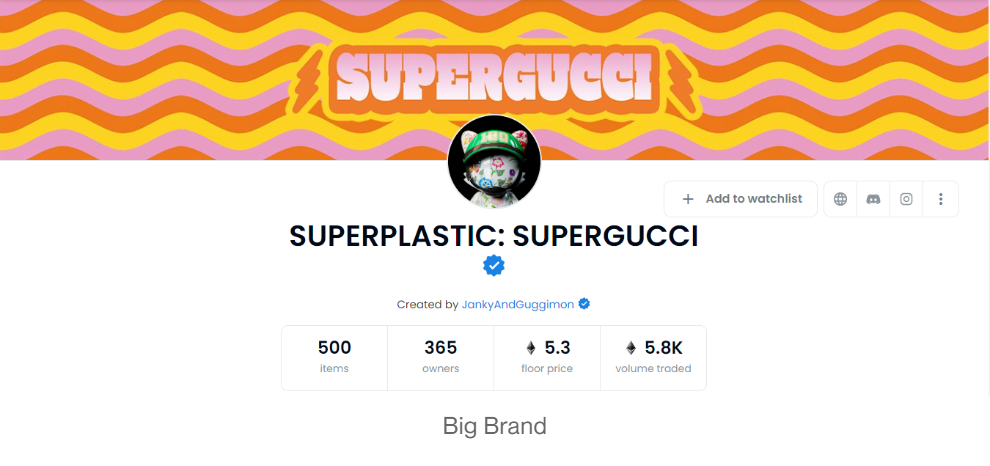 SUPERGUCCI
+ Add to watchlist
SUPERPLASTIC: SUPERGUCCI
Created by JankyAndGuggimon
500 365 5.3 5.8K
items owners floor price volume traded
Big Brand